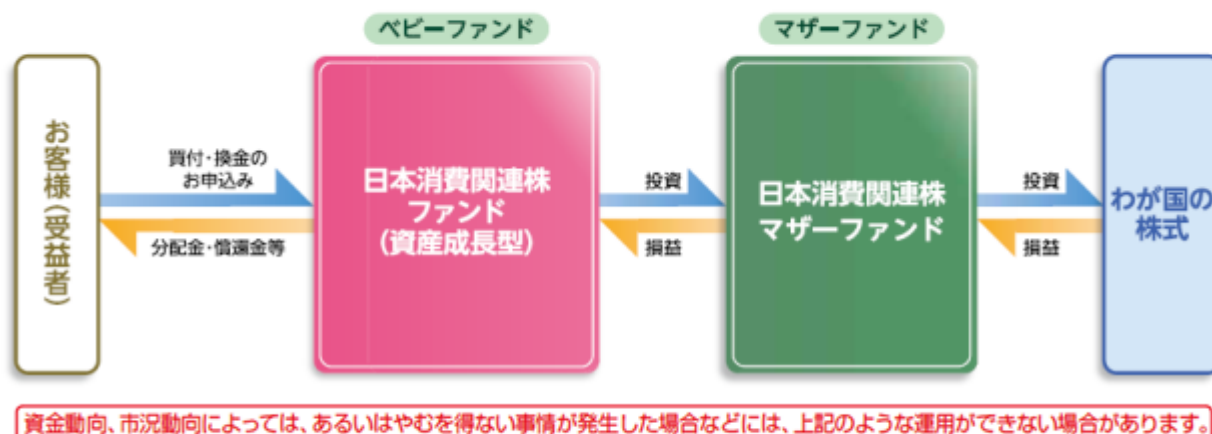 ベビーファンド
マザーファンド
お客様(受益者)
買付・換金の
お申込み
分配金・償還金等
日本消費関連株
ファンド
(資産成長型)
投資
損益
日本消費関連株
マザーファンド
投資
損益
わが国の
株式
資金動向、市況動向によっては、あるいはやむを得ない事情が発生した場合などには、上記のような運用ができない場合があります。